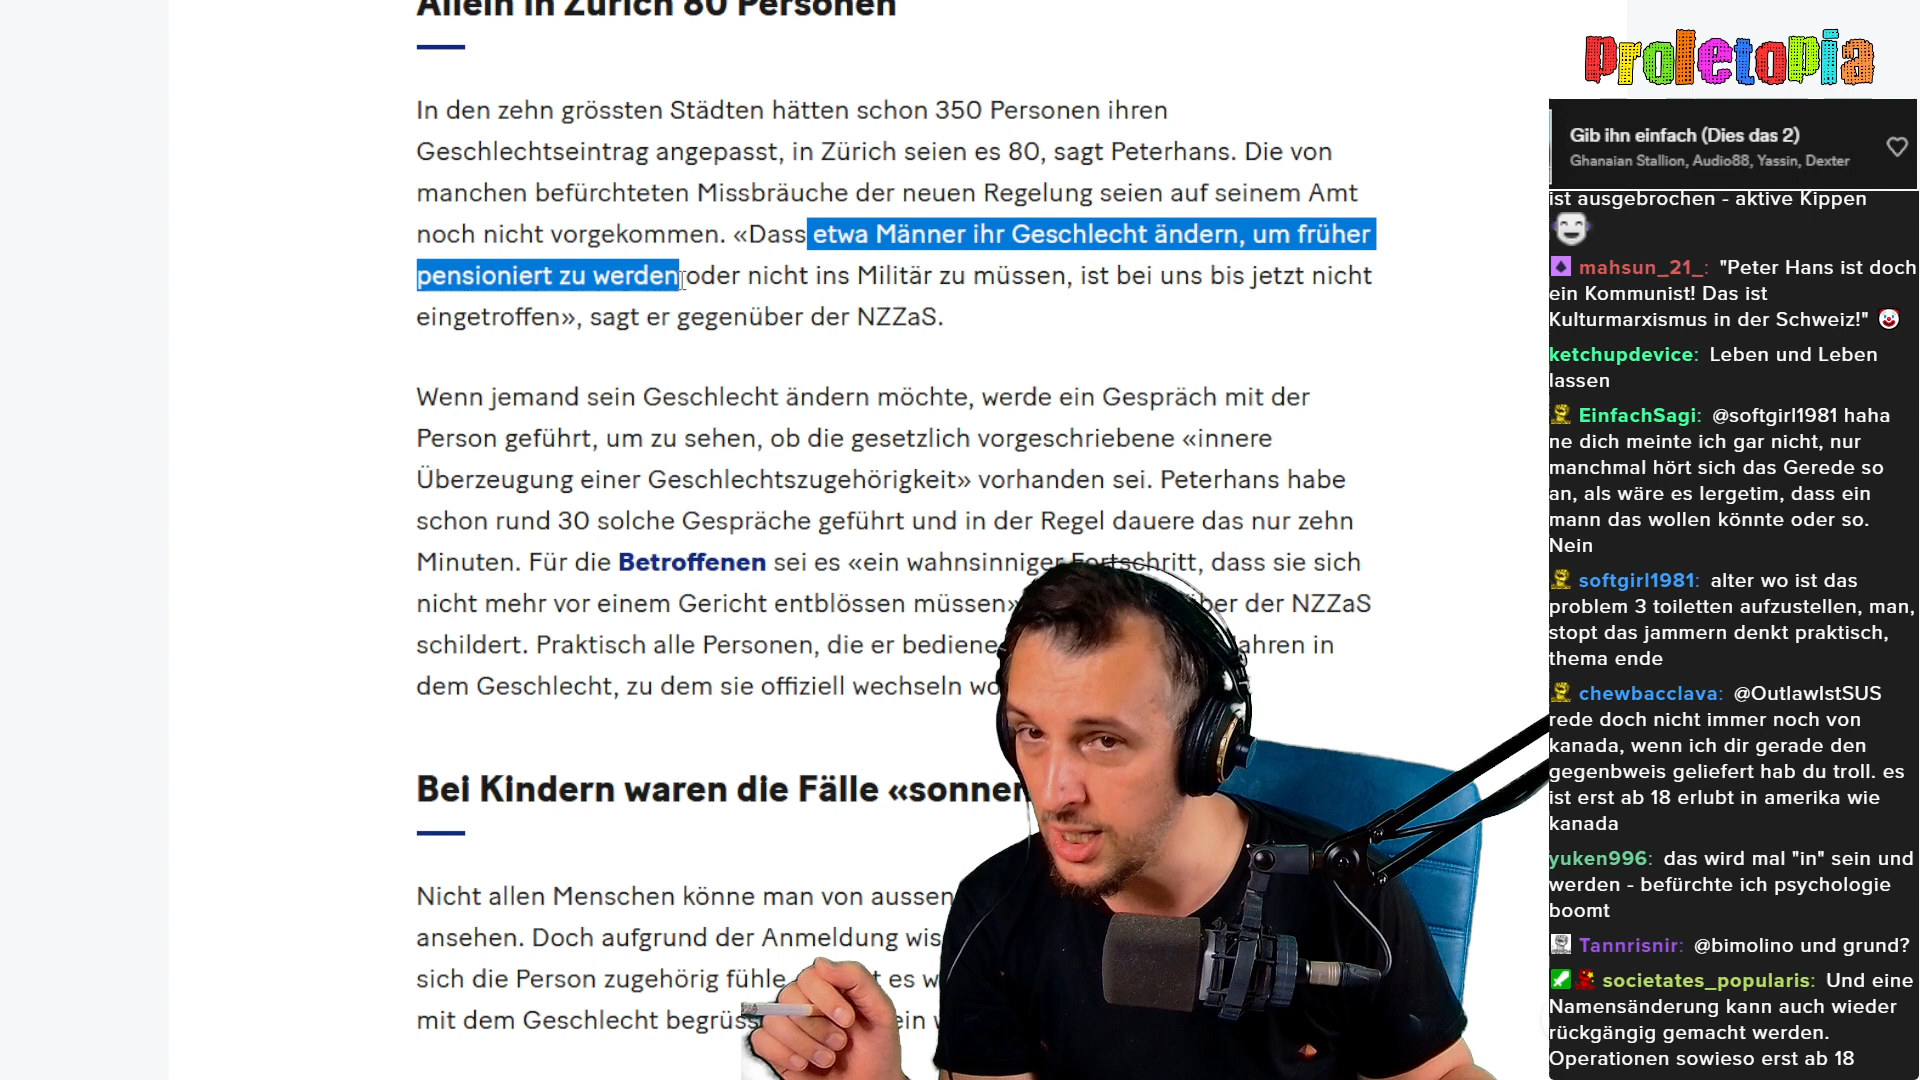 Allein in Zürich 80 Personen
In den zehn grössten Städten hätten schon 350 Personen ihren
Geschlechtseintrag angepasst, in Zürich seien es 80, sagt Peterhans. Die von
manchen befürchteten Missbräuche der neuen Regelung seien auf seinem Amt
noch nicht vorgekommen. «Dass etwa Männer ihr Geschlecht ändern, um früher
pensioniert zu werden oder nicht ins Militär zu müssen, ist bei uns bis jetzt nicht
eingetroffen», sagt er gegenüber der NZZaS.
Wenn jemand sein Geschlecht ändern möchte, werde ein Gespräch mit der
Person geführt, um zu sehen, ob die gesetzlich vorgeschriebene «innere
Überzeugung einer Geschlechtszugehörigkeit» vorhanden sei. Peterhans habe
schon rund 30 solche Gespräche geführt und in der Regel dauere das nur zehn
Minuten. Für die Betroffenen sei es «ein wahnsinniger Fortschritt, dass sie sich
nicht mehr vor einem Gericht entblössen müssen» der NZZaS
schildert. Praktisch alle Personen, die er bediene
in
dem Geschlecht, zu dem sie offiziell wechseln
Bei Kindern waren die Fälle
Nicht allen Menschen könne man von aussen
ansehen. Doch aufgrund der Anmeldung
sich die Person zugehörig fühle es
mit dem Geschlecht
proletopia
Gib ihn einfach (Dies das 2)
Ghanaian Stallion, Audio88, Yassin, Dexter
ist ausgebrochen - aktive Kippen
mahsun_21_: "Peter Hans ist doch
ein Kommunist! Das ist
Kulturmarxismus in der Schweiz!"
ketchupdevice: Leben und Leben
lassen
EinfachSagi: @softgirl1981 haha
ne dich meinte ich gar nicht, nur
manchmal hört sich das Gerede so
an, als wäre es lergetim, dass ein
mann das wollen könnte oder so.
Nein
softgirl1981: alter wo ist das
problem 3 toiletten aufzustellen, man,
stopt das jammern denkt praktisch,
thema ende
chewbacclava: @OutlawIstSUS
rede doch nicht immer noch von
kanada, wenn ich dir gerade den
gegenbweis geliefert hab du troll. es
ist erst ab 18 erlubt in amerika wie
kanada
yuken996: das wird mal "in" sein und
werden - befürchte ich psychologie
boomt
Tannrisnir: @bimolino und grund?
societates_popularis: Und eine
Namensänderung kann auch wieder
rückgängig gemacht werden.
Operationen sowieso erst ab 18